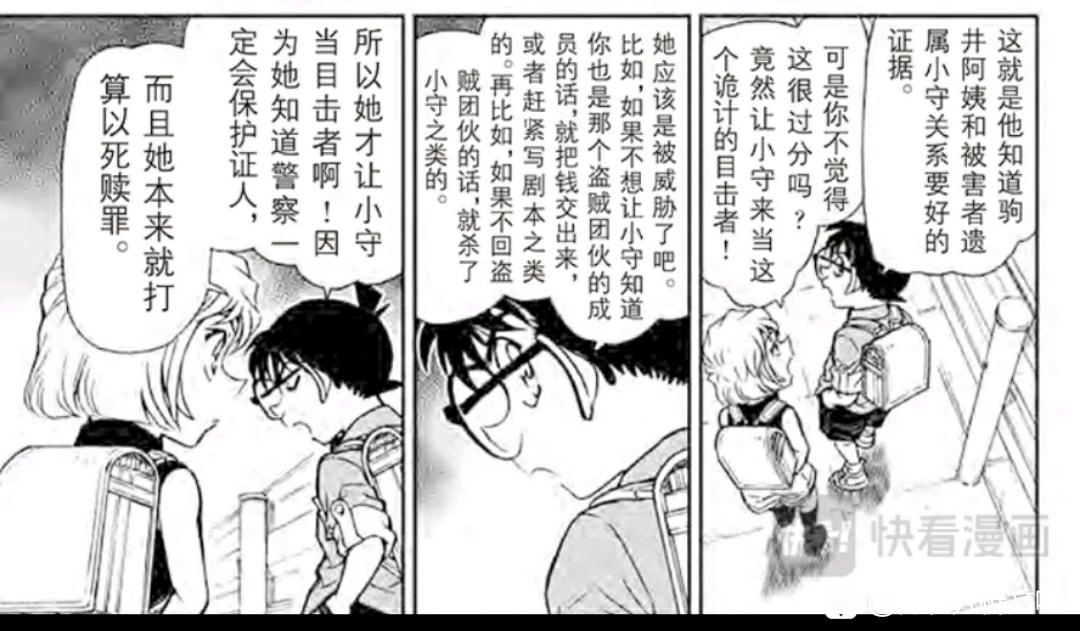 这就是他知道驹
井阿姨和被害者遗
属小守关系要好的
证据。
可是你不觉得
这很过分吗?
竟然让小守来当这
个诡计的目击者!
她应该是被威胁了吧。
比如,如果不想让小守知道
你也是那个盗贼团伙的成
员的话,就把钱交出来,
或者赶紧写剧本之类
的。再比如,如果不回盗
贼团伙的话,就杀了
小守之类的。
所以她才让小守
当目击者啊!因
为她知道警察一
定会保护证人,
而且她本来就打
算以死赎罪。
快看漫画